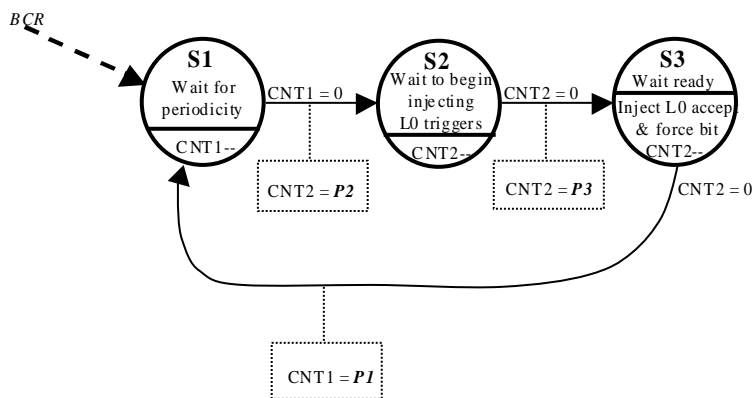 BCR
S1
Wait for
periodicity
CNT1--
CNT1 = 0
CNT2 = P2
S2
Wait to begin
injecting
L0 triggers
CNT2--
CNT2 = 0
CNT2 = P3
S3
Wait ready
Inject L0 accept
& force bit
CNT2--
CNT2 = 0
CNT1 = P1